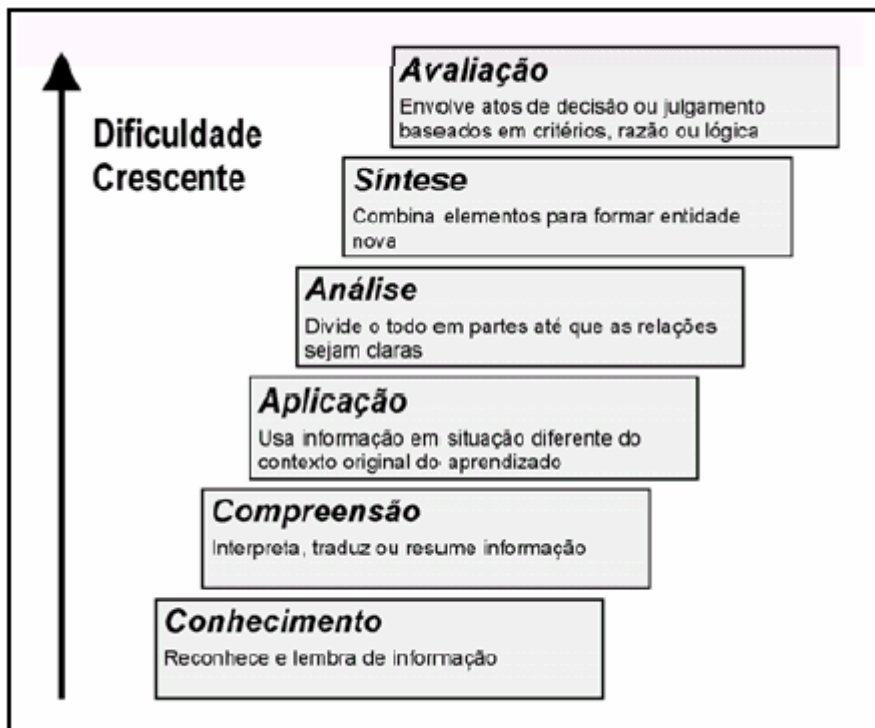 Avaliação
Envolve atos de decisão ou julgamento
baseados em critérios, razão ou lógica
Dificuldade
Crescente
Síntese
Combina elementos para formar entidade
nova
Análise
Divide o todo em partes até que as relações
sejam claras
Aplicação
Usa informação em situação diferente do
contexto original do aprendizado
Compreensão
Interpreta, traduz ou resume informação
Conhecimento
Reconhece e lembra de informação